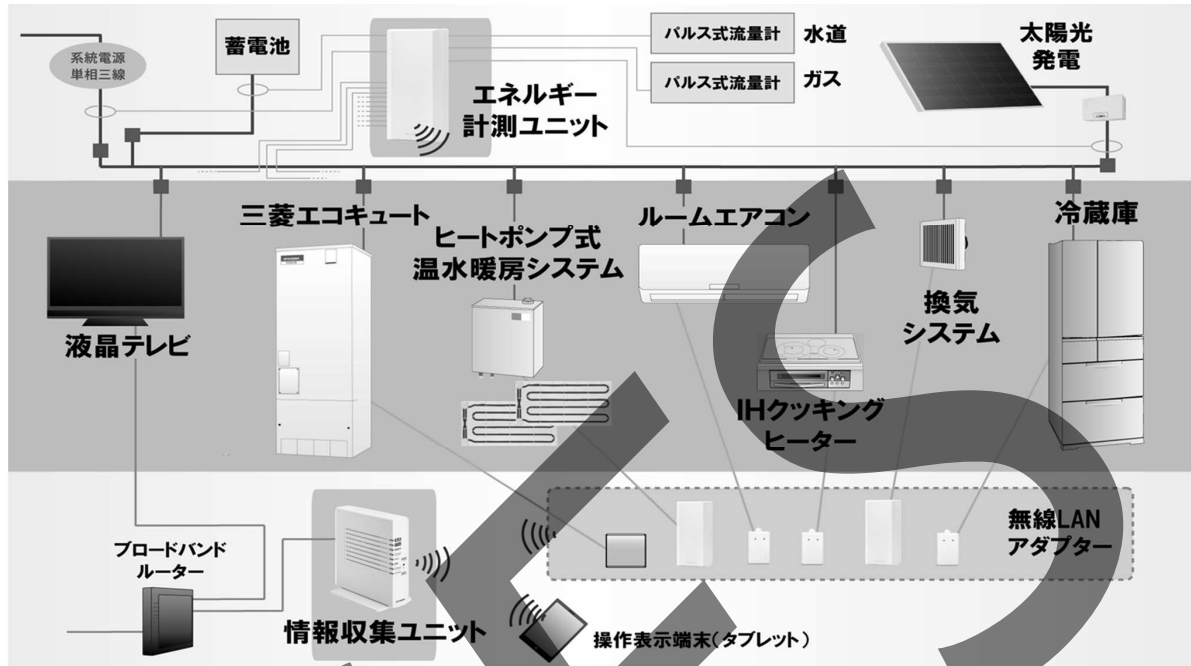 系統電源
単相三線
蓄電池
エネルギー
計測ユニット
パルス式流量計 水道
パルス式流量計 ガス
太陽光
発電
三菱エコキュート
ヒートポンプ式
温水暖房システム
ルームエアコン
冷蔵庫
液晶テレビ
換気
システム
IHクッキング
ヒーター
無線LAN
アダプター
ブロードバンド
ルーター
情報収集ユニット
操作表示端末(タブレット)